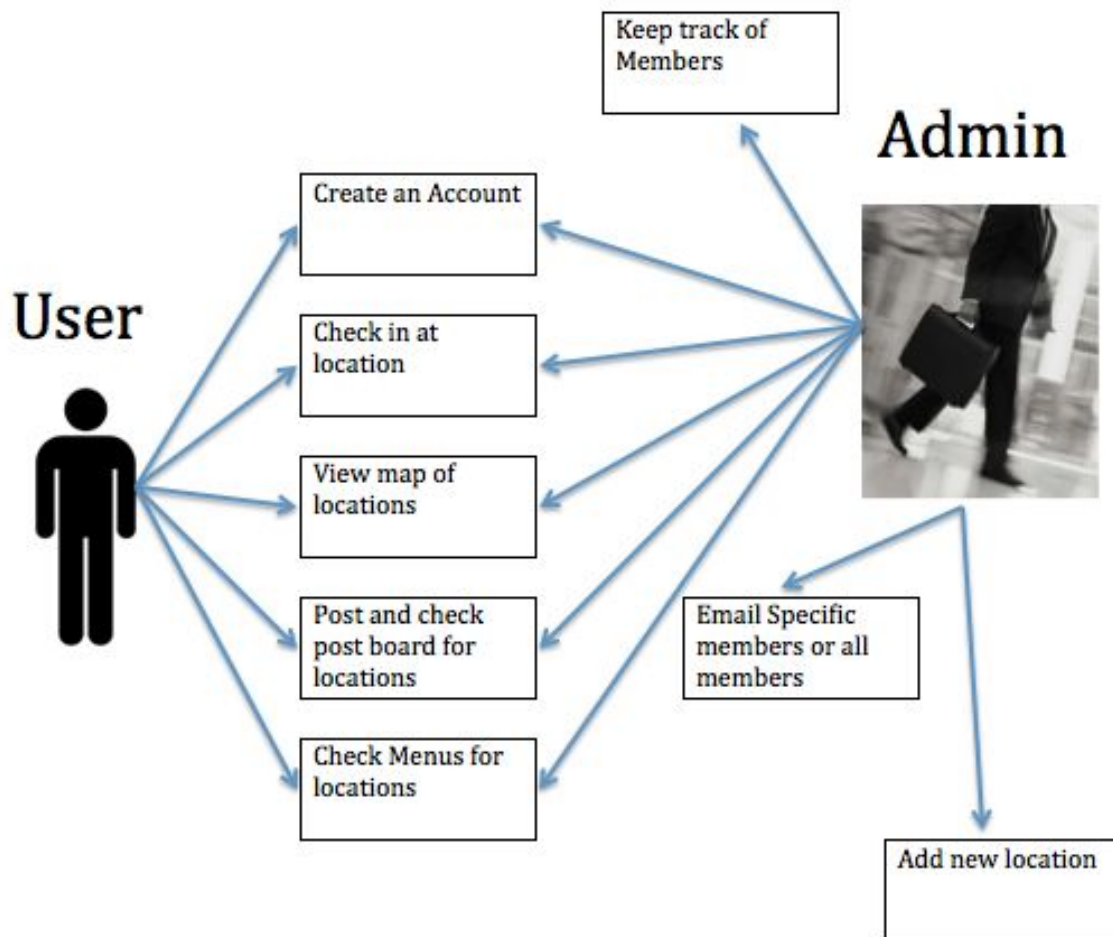 Keep track of
Members
Admin
Create an Account
User
Check in at
location
View map of
locations
Post and check
post board for
locations
Email Specific
members or all
members
Check Menus for
locations
Add new location